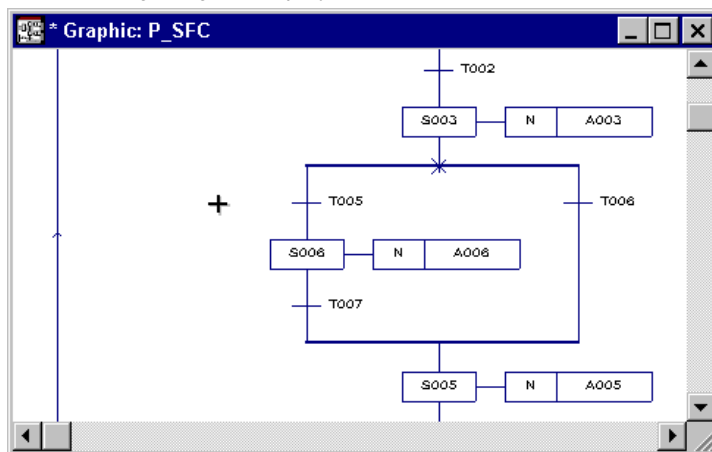 * Graphic: P_SFC
T002
S003 N A003
T005 T006
S006 N A006
T007
S005 N A005